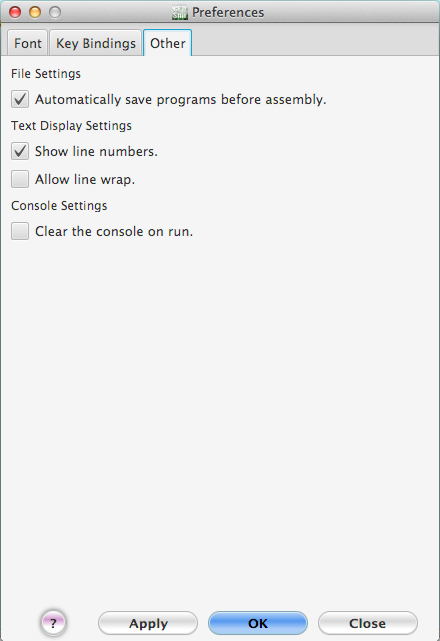 Preferences
Font Key Bindings Other
File Settings
Automatically save programs before assembly.
Text Display Settings
Show line numbers.
Allow line wrap.
Console Settings
Clear the console on run.
? Apply OK Close